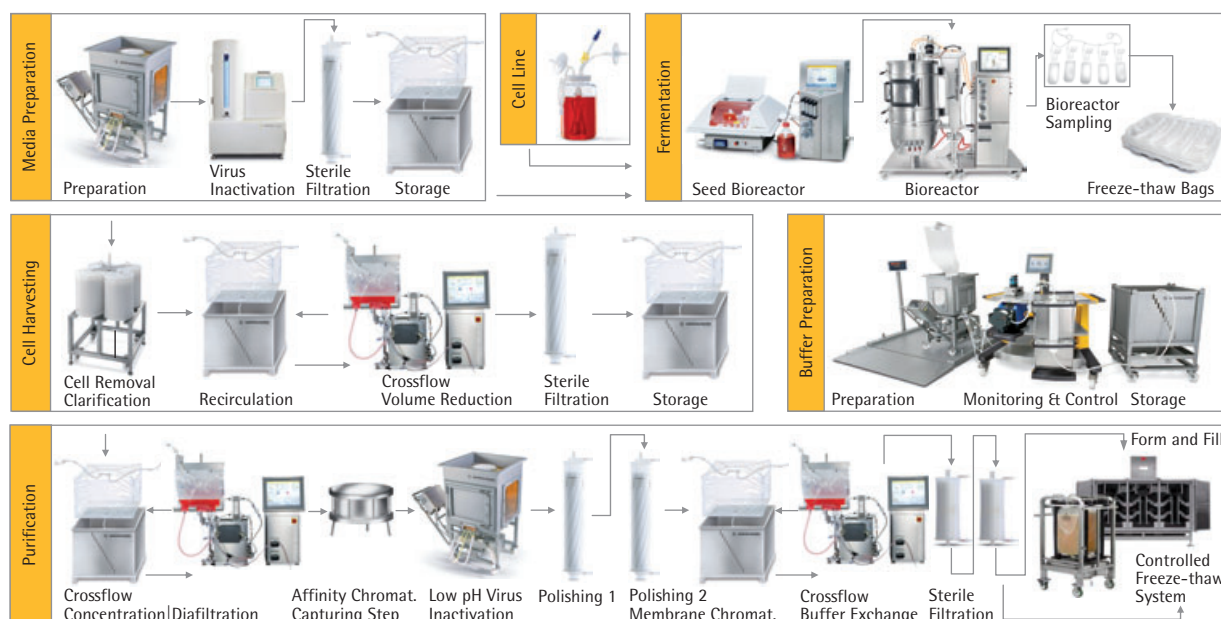 Media Preparation
Preparation
Virus
Inactivation
Sterile
Filtration
Storage
Cell Line
Fermentation
Seed Bioreactor
Bioreactor
Bioreactor
Sampling
Freeze-thaw Bags
Cell Harvesting
Cell Removal
Clarification
Recirculation
Crossflow
Volume Reduction
Sterile
Filtration
Storage
Buffer Preparation
Preparation
Monitoring & Control
Storage
Purification
Crossflow
Concentration|Diafiltration
Affinity Chromat.
Capturing Step
Low pH Virus
Inactivation
Polishing 1
Polishing 2
Membrane Chromat.
Crossflow
Buffer Exchange
Sterile
Filtration
Form and Fill
Controlled
Freeze-thaw
System